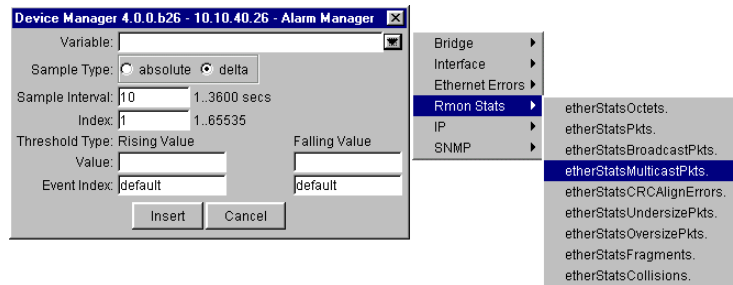 Device Manager 4.0.0.b26 - 10.10.40.26 - Alarm Manager
Variable:
Sample Type: absolute delta
Sample Interval: 10 1..3600 secs
Index: 1 1..65535
Threshold Type: Rising Value Falling Value
Value:
Event Index: default default
Insert Cancel
Bridge
Interface
Ethernet Errors
Rmon Stats
IP
SNMP
etherStatsOctets.
etherStatsPkts.
etherStatsBroadcastPkts.
etherStatsMulticastPkts.
etherStatsCRCAlignErrors.
etherStatsUndersizePkts.
etherStatsOversizePkts.
etherStatsFragments.
etherStatsCollisions.